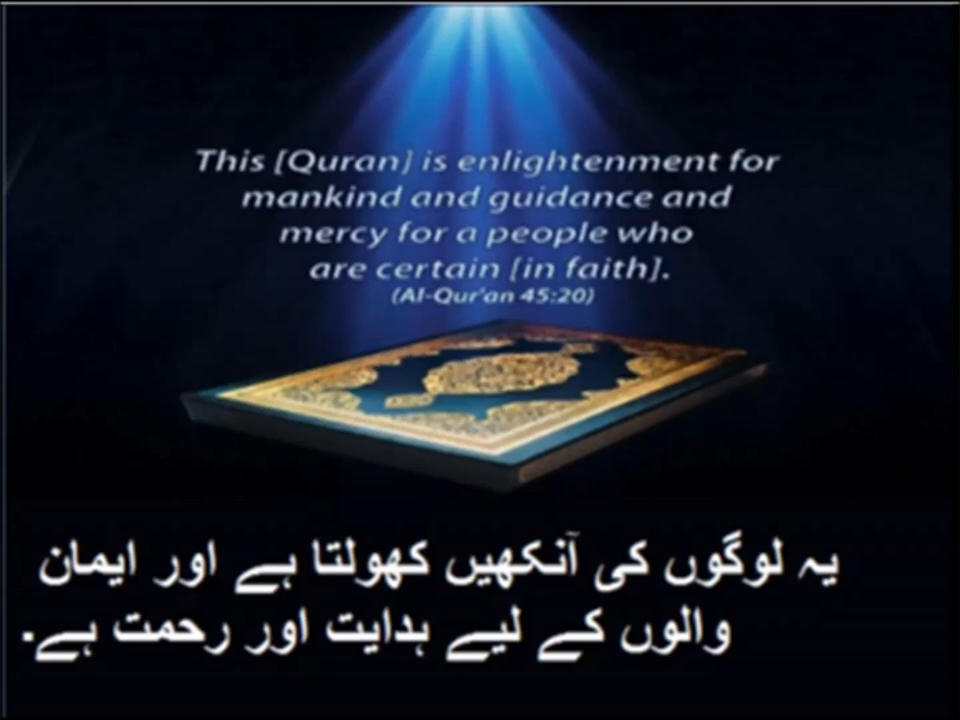 This [Quran] is enlightenment for
mankind and guidance and
mercy for a people who
are certain [in faith].
(Al-Qur'an 45:20)
یہ لوگوں کی آنکھیں کھولتا ہے اور ایمان
والوں کے لیے ہدایت اور رحمت ہے۔